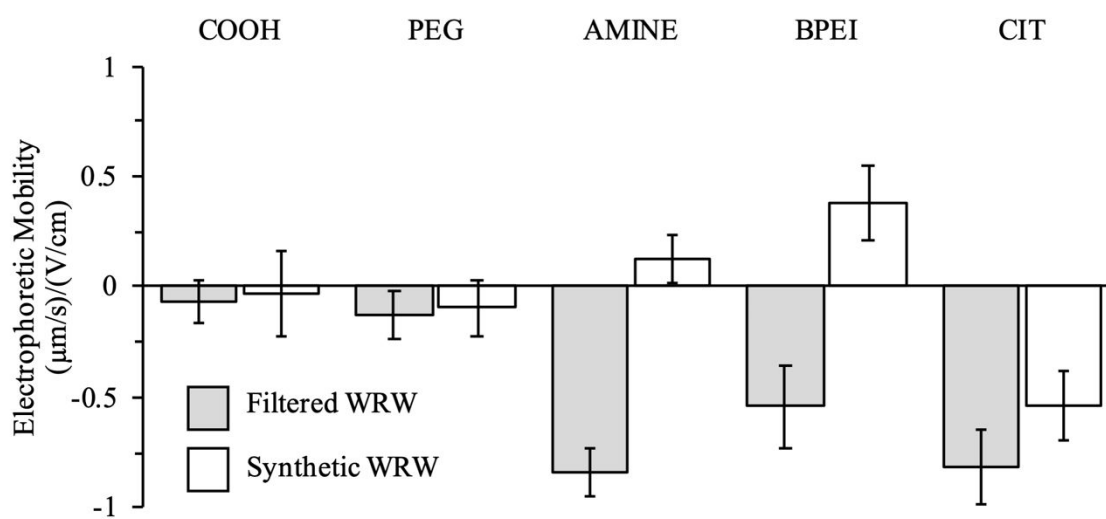 COOH PEG AMINE BPEI CIT
Electrophoretic Mobility
(μm/s)/(V/cm)
1
0.5
0
-0.5
-1
Filtered WRW
Synthetic WRW